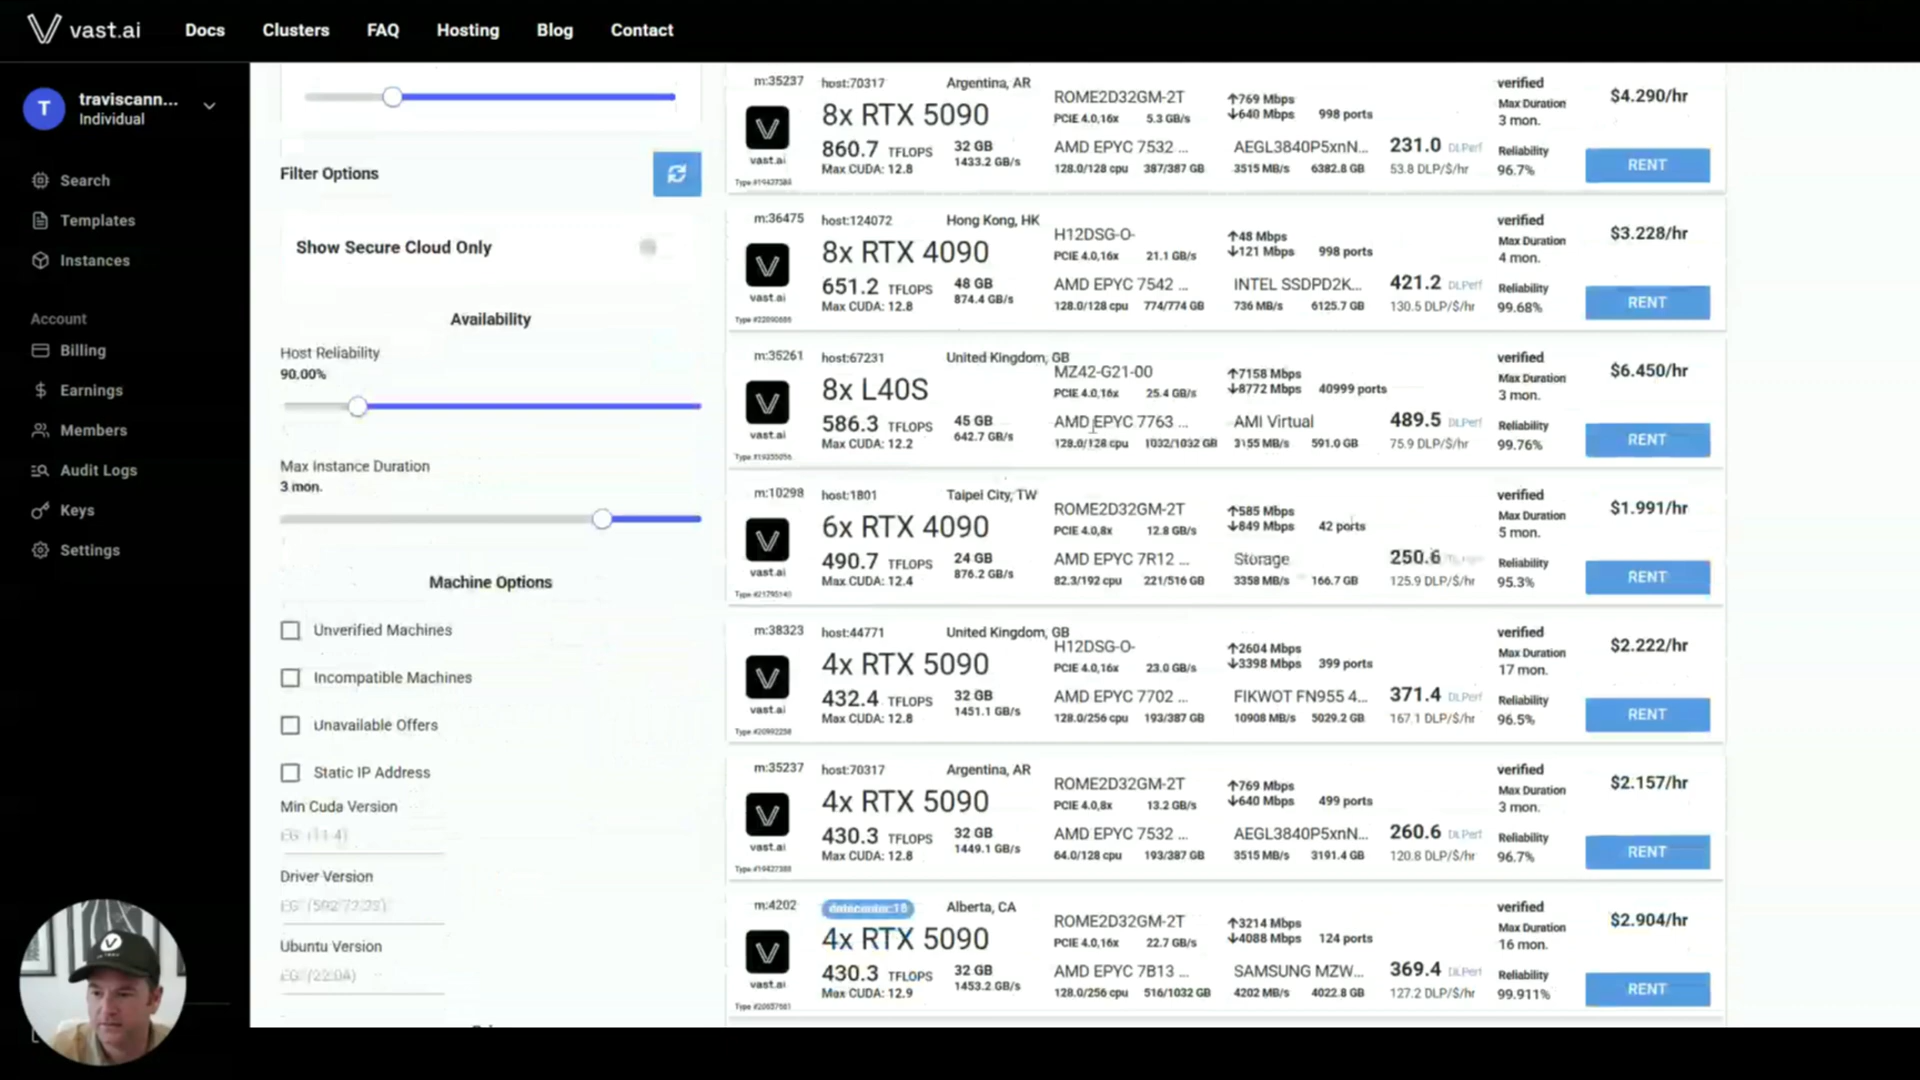 vast.ai
Docs
Clusters
FAQ
Hosting
Blog
Contact
T
traviscann...
Individual
Search
Templates
Instances
Account
Billing
Earnings
Members
Audit Logs
Keys
Settings
Filter Options
Show Secure Cloud Only
Availability
Host Reliability
90.00%
Max Instance Duration
3 mon.
Machine Options
Unverified Machines
Incompatible Machines
Unavailable Offers
Static IP Address
Min Cuda Version
EG: (11.4)
Driver Version
Ubuntu Version
EG: (22.04)
m:35237 host:70317 Argentina, AR
vast.ai
8x RTX 5090
860.7 TFLOPS
Max CUDA: 12.8
32 GB
1433.2 GB/s
ROME2D32GM-2T
PCIE 4.0,16x 5.3 GB/s
AMD EPYC 7532 ...
128.0/128 cpu 387/387 GB
↑769 Mbps
↓640 Mbps 998 ports
AEGL3840P5xnN...
3515 MB/s 6382.8 GB
231.0 DLPerf
53.8 DLP/$/hr
verified
Max Duration
3 mon.
Reliability
96.7%
$4.290/hr
RENT
m:36475 host:124072 Hong Kong, HK
vast.ai
8x RTX 4090
651.2 TFLOPS
Max CUDA: 12.8
48 GB
874.4 GB/s
H12DSG-O-
PCIE 4.0,16x 21.1 GB/s
AMD EPYC 7542 ...
128.0/128 cpu 774/774 GB
↑48 Mbps
↓121 Mbps 998 ports
INTEL SSDPD2K...
736 MB/s 6125.7 GB
421.2 DLPerf
130.5 DLP/$/hr
verified
Max Duration
4 mon.
Reliability
99.68%
$3.228/hr
RENT
m:35261 host:67231 United Kingdom, GB
vast.ai
8x L40S
586.3 TFLOPS
Max CUDA: 12.2
45 GB
642.7 GB/s
MZ42-G21-00
PCIE 4.0,16x 25.4 GB/s
AMD EPYC 7763 ...
128.0/128 cpu 1032/1032 GB
↑7158 Mbps
↓8772 Mbps 40999 ports
AMI Virtual
3155 MB/s 591.0 GB
489.5 DLPerf
75.9 DLP/$/hr
verified
Max Duration
3 mon.
Reliability
99.76%
$6.450/hr
RENT
m:10298 host:1801 Taipei City, TW
vast.ai
6x RTX 4090
490.7 TFLOPS
Max CUDA: 12.4
24 GB
876.2 GB/s
ROME2D32GM-2T
PCIE 4.0,8x 12.8 GB/s
AMD EPYC 7R12 ...
82.3/192 cpu 221/516 GB
↑585 Mbps
↓849 Mbps 42 ports
Storage
3358 MB/s 166.7 GB
250.6
125.9 DLP/$/hr
verified
Max Duration
5 mon.
Reliability
95.3%
$1.991/hr
RENT
m:38323 host:44771 United Kingdom, GB
vast.ai
4x RTX 5090
432.4 TFLOPS
Max CUDA: 12.8
32 GB
1451.1 GB/s
H12DSG-O-
PCIE 4.0,16x 23.0 GB/s
AMD EPYC 7702 ...
128.0/256 cpu 193/387 GB
↑2604 Mbps
↓3398 Mbps 399 ports
FIKWOT FN955 4...
10908 MB/s 5029.2 GB
371.4 DLPerf
167.1 DLP/$/hr
verified
Max Duration
17 mon.
Reliability
96.5%
$2.222/hr
RENT
m:35237 host:70317 Argentina, AR
vast.ai
4x RTX 5090
430.3 TFLOPS
Max CUDA: 12.8
32 GB
1449.1 GB/s
ROME2D32GM-2T
PCIE 4.0,8x 13.2 GB/s
AMD EPYC 7532 ...
64.0/128 cpu 193/387 GB
↑769 Mbps
↓640 Mbps 499 ports
AEGL3840P5xnN...
3515 MB/s 3191.4 GB
260.6 DLPerf
120.8 DLP/$/hr
verified
Max Duration
3 mon.
Reliability
96.7%
$2.157/hr
RENT
m:4202 datacenter:18 Alberta, CA
vast.ai
4x RTX 5090
430.3 TFLOPS
Max CUDA: 12.9
32 GB
1453.2 GB/s
ROME2D32GM-2T
PCIE 4.0,16x 22.7 GB/s
AMD EPYC 7B13 ...
128.0/256 cpu 516/1032 GB
↑3214 Mbps
↓4088 Mbps 124 ports
SAMSUNG MZW...
4202 MB/s 4022.8 GB
369.4 DLPerf
127.2 DLP/$/hr
verified
Max Duration
16 mon.
Reliability
99.911%
$2.904/hr
RENT